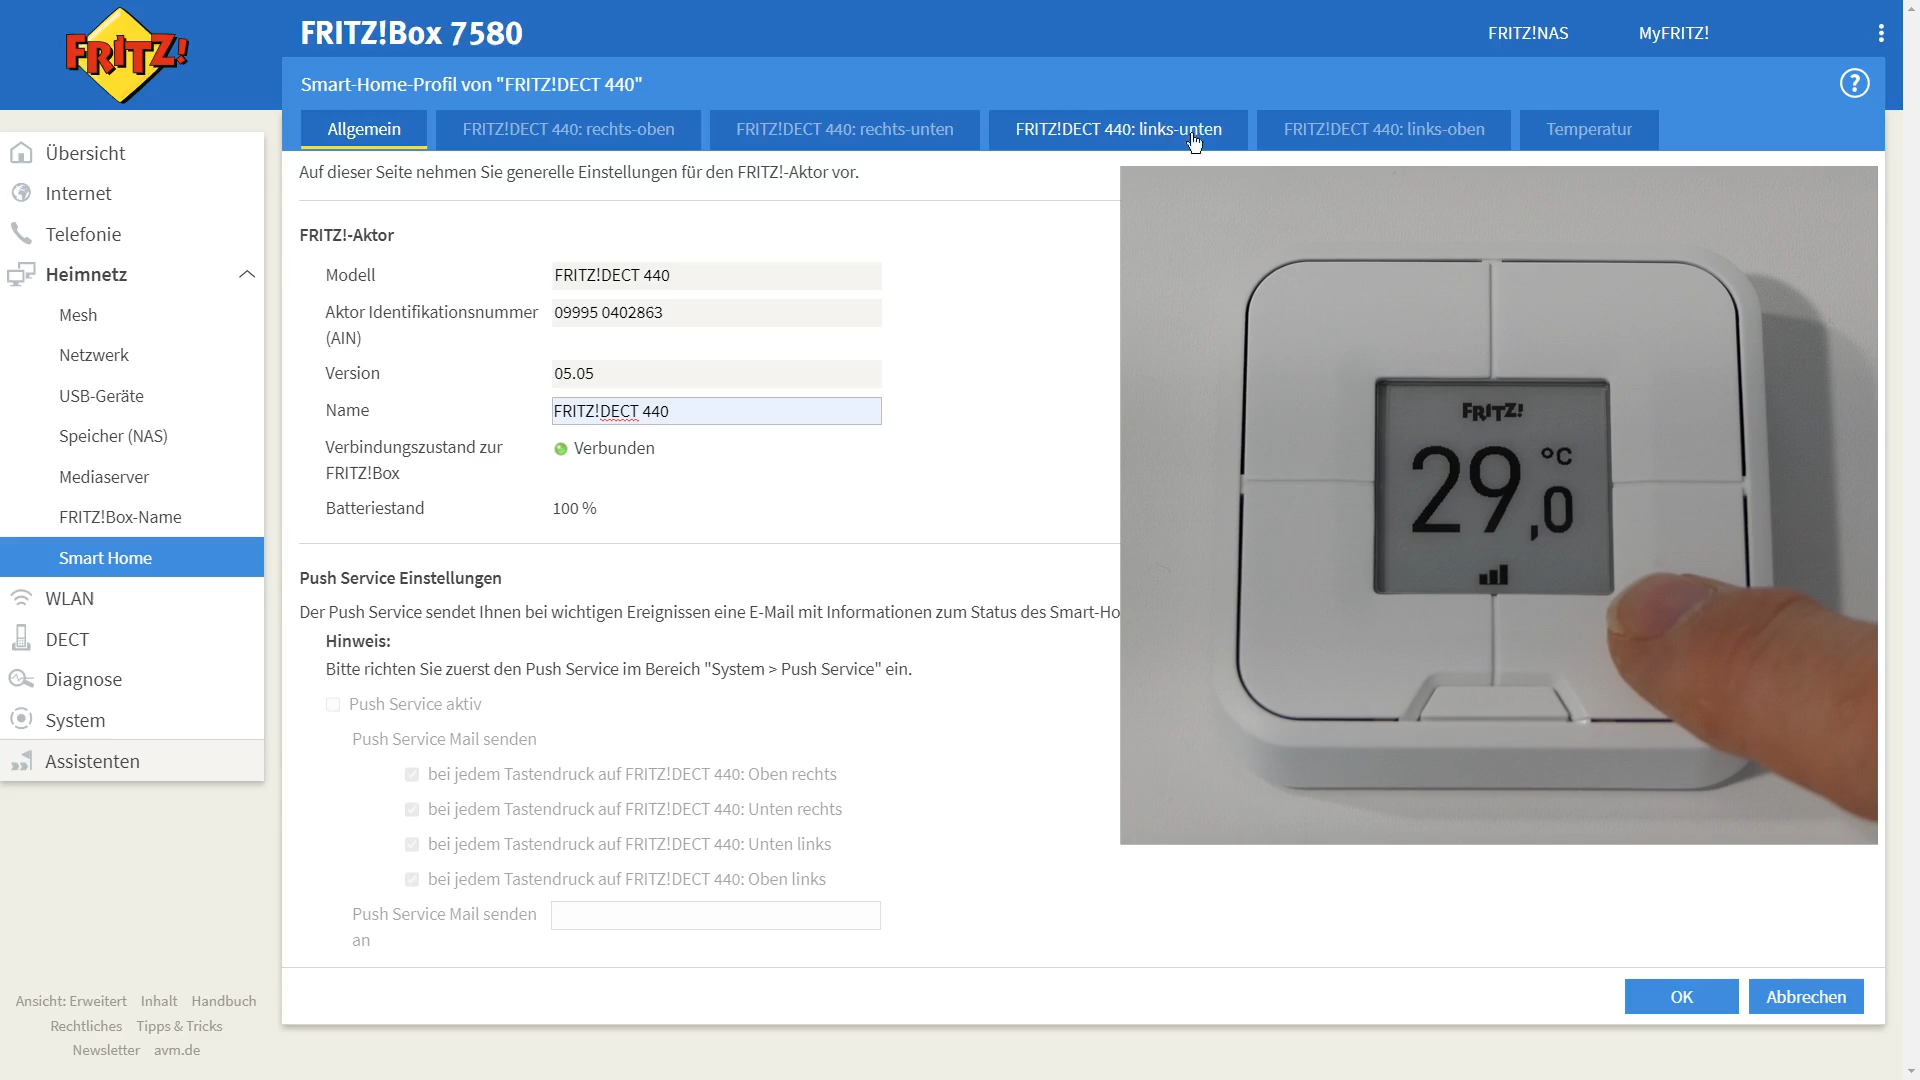 FRITZ!
FRITZ!Box 7580
FRITZ!NAS
MyFRITZ!
Smart-Home-Profil von "FRITZ!DECT 440"
?
Allgemein
FRITZ!DECT 440: rechts-oben
FRITZ!DECT 440: rechts-unten
FRITZ!DECT 440: links-unten
FRITZ!DECT 440: links-oben
Temperatur
Übersicht
Internet
Telefonie
Heimnetz
Mesh
Netzwerk
USB-Geräte
Speicher (NAS)
Mediaserver
FRITZ!Box-Name
Smart Home
WLAN
DECT
Diagnose
System
Assistenten
Ansicht: Erweitert Inhalt Handbuch
Rechtliches Tipps & Tricks
Newsletter avm.de
Auf dieser Seite nehmen Sie generelle Einstellungen für den FRITZ!-Aktor vor.
FRITZ!-Aktor
Modell FRITZ!DECT 440
Aktor Identifikationsnummer 09995 0402863
(AIN)
Version 05.05
Name FRITZ!DECT 440
Verbindungszustand zur Verbunden
FRITZ!Box
Batteriestand 100 %
Push Service Einstellungen
Der Push Service sendet Ihnen bei wichtigen Ereignissen eine E-Mail mit Informationen zum Status des Smart-Ho
Hinweis:
Bitte richten Sie zuerst den Push Service im Bereich "System > Push Service" ein.
Push Service aktiv
Push Service Mail senden
bei jedem Tastendruck auf FRITZ!DECT 440: Oben rechts
bei jedem Tastendruck auf FRITZ!DECT 440: Unten rechts
bei jedem Tastendruck auf FRITZ!DECT 440: Unten links
bei jedem Tastendruck auf FRITZ!DECT 440: Oben links
Push Service Mail senden
an
FRITZ!
29,0 °C
OK
Abbrechen